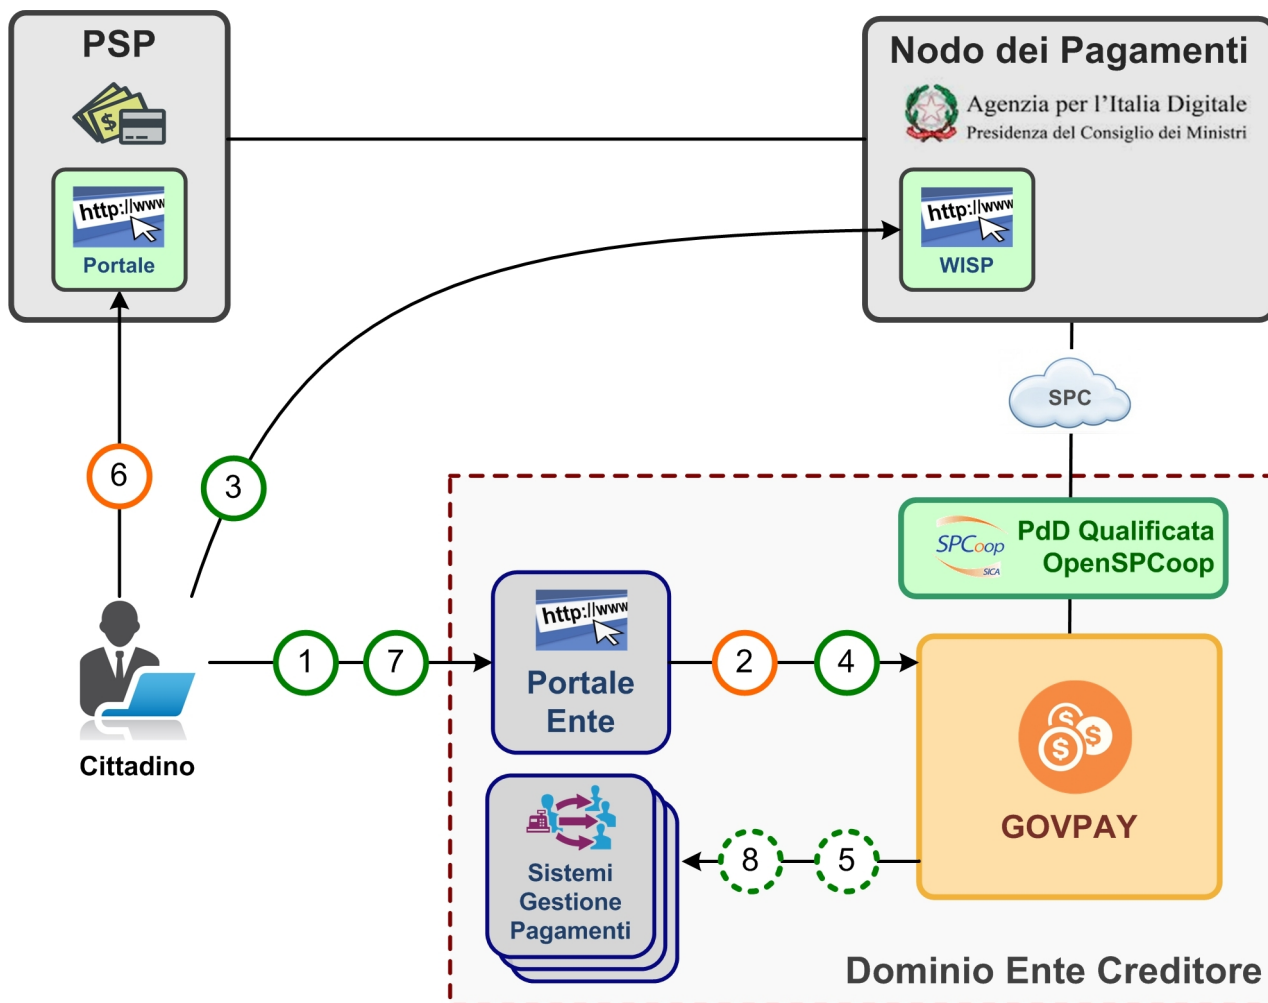 PSP
http://www
Portale
Nodo dei Pagamenti
Agenzia per l'Italia Digitale
Presidenza del Consiglio dei Ministri
http://www
WISP
SPC
6
3
SPCoop
SICA
PdD Qualificata
OpenSPCoop
http://www
Portale
Ente
1
7
2
4
Cittadino
GOVPAY
8
5
Sistemi
Gestione
Pagamenti
Dominio Ente Creditore